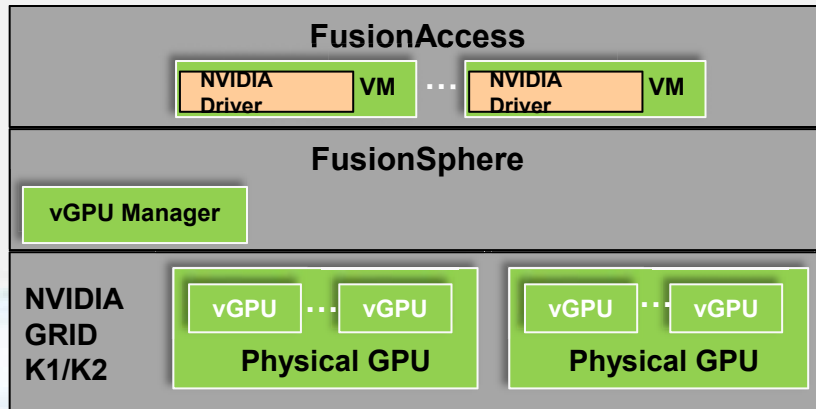 FusionAccess
NVIDIA
Driver
VM
...
NVIDIA
Driver
VM
FusionSphere
vGPU Manager
NVIDIA
GRID
K1/K2
vGPU ... vGPU
Physical GPU
vGPU ... vGPU
Physical GPU